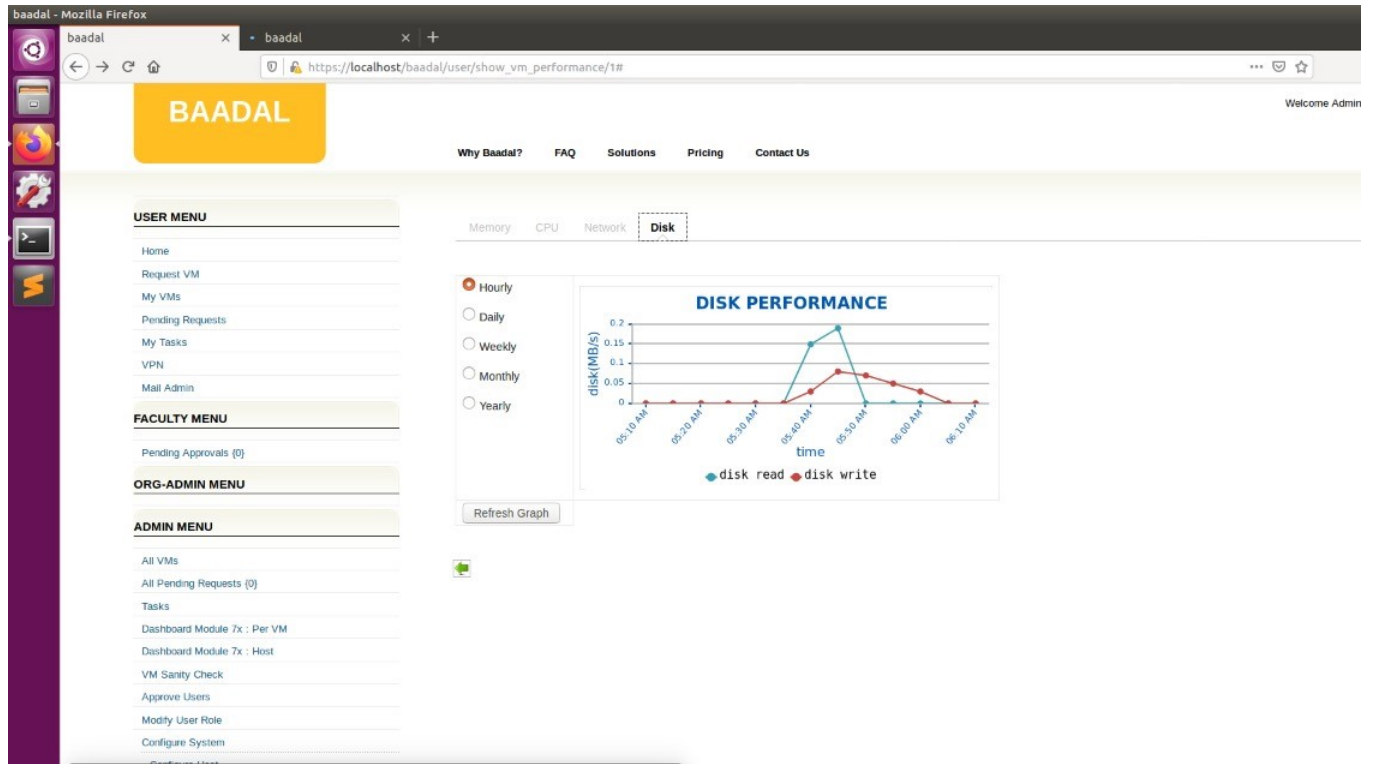 baadal - Mozilla Firefox
baadal
baadal
https://localhost/baadal/user/show_vm_performance/1#
BAADAL
Welcome Admin
Why Baadal? FAQ Solutions Pricing Contact Us
USER MENU
Home
Request VM
My VMs
Pending Requests
My Tasks
VPN
Mail Admin
FACULTY MENU
Pending Approvals {0}
ORG-ADMIN MENU
ADMIN MENU
All VMs
All Pending Requests {0}
Tasks
Dashboard Module 7x : Per VM
Dashboard Module 7x : Host
VM Sanity Check
Approve Users
Modify User Role
Configure System
Configure Host
Memory CPU Network Disk
Hourly
Daily
Weekly
Monthly
Yearly
Refresh Graph
DISK PERFORMANCE
disk(MB/s)
0.2
0.15
0.1
0.05
0
05:10 AM 05:20 AM 05:30 AM 05:40 AM 05:50 AM 06:00 AM 06:10 AM
time
disk read disk write